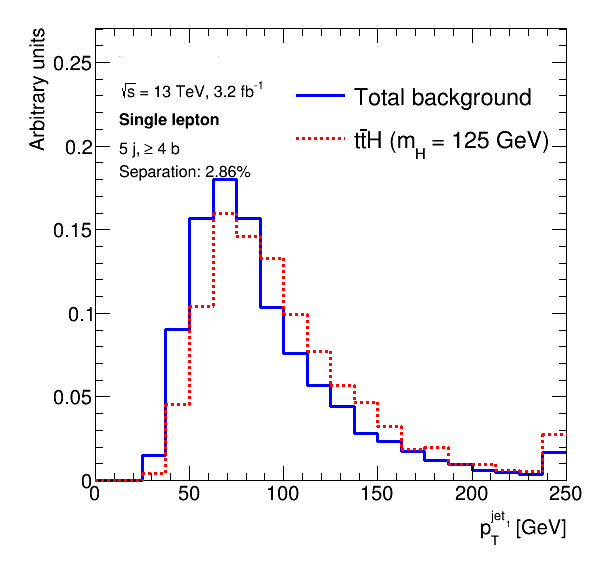 Arbitrary units
0.25
0.2
0.15
0.1
0.05
0
√s = 13 TeV, 3.2 fb⁻¹
Single lepton
5 j, ≥ 4 b
Separation: 2.86%
Total background
tt̄H (m_H = 125 GeV)
0 50 100 150 200 250
p_T^jet₁ [GeV]